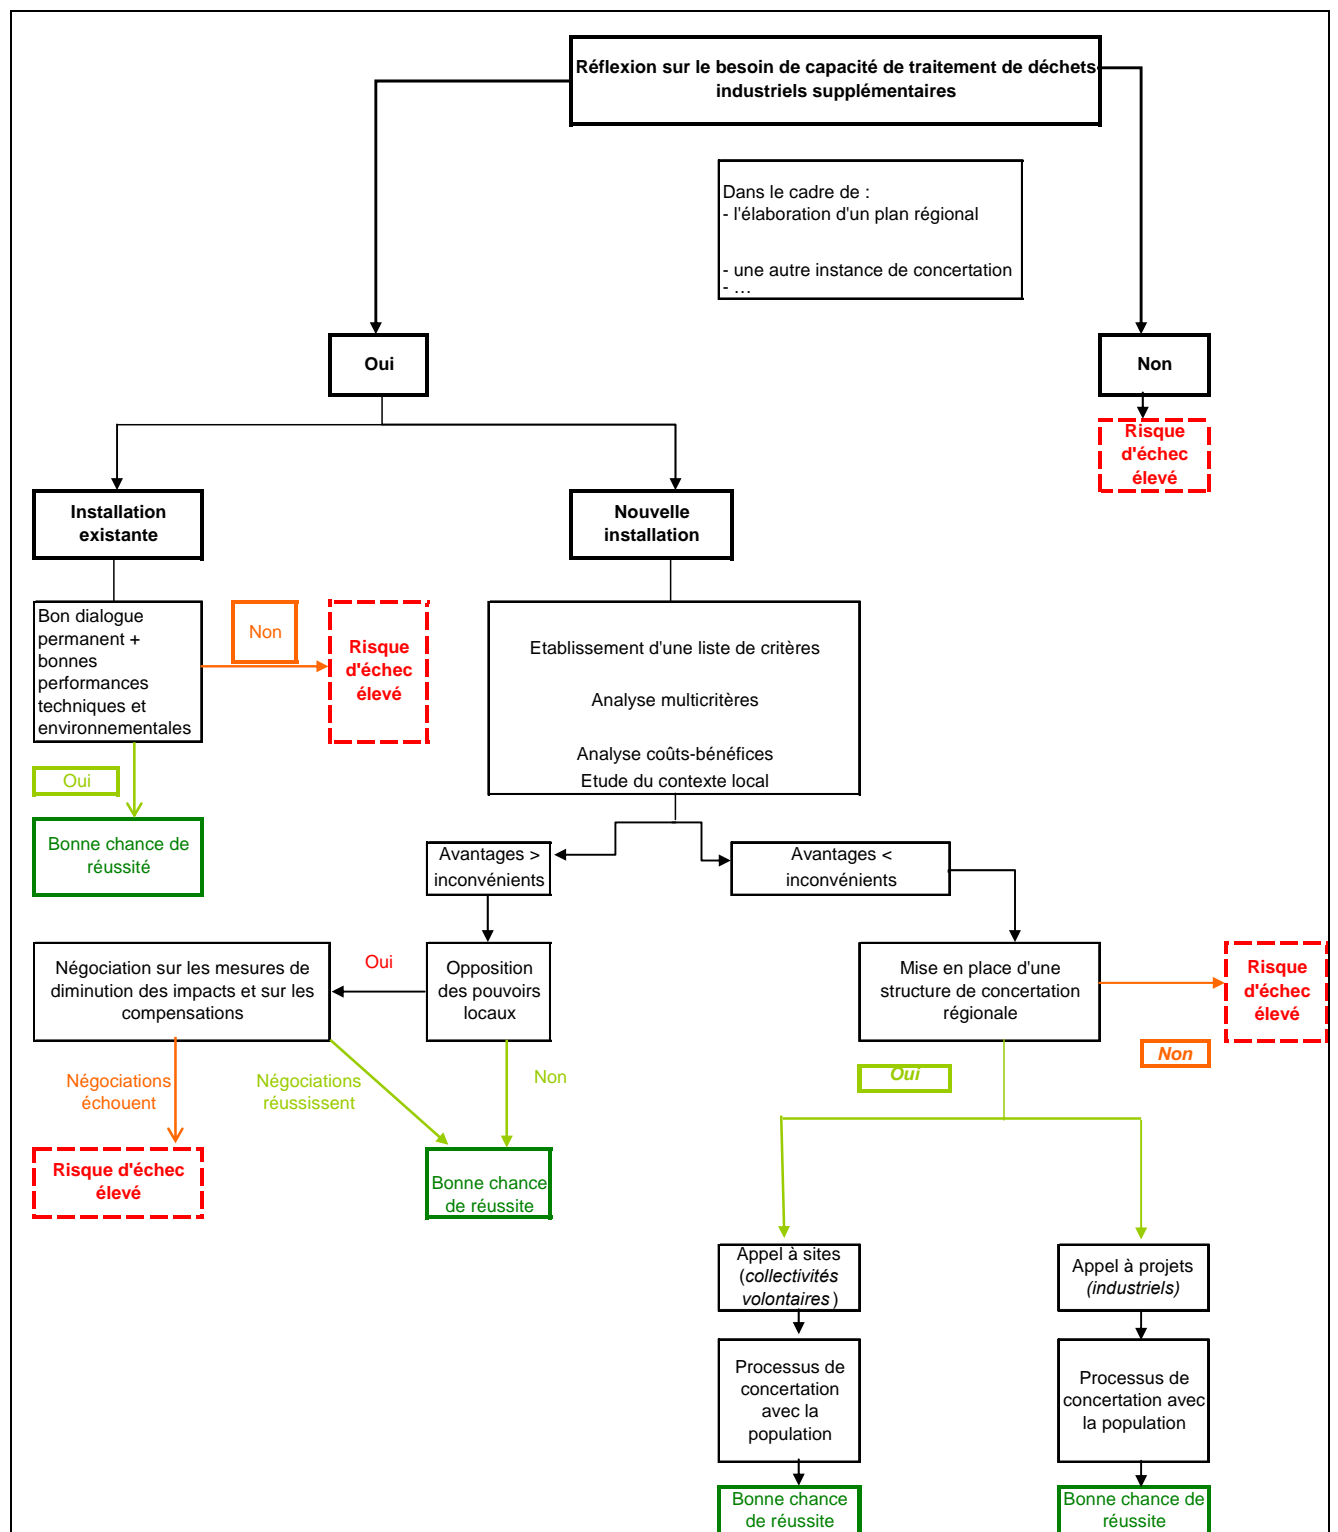 Réflexion sur le besoin de capacité de traitement de déchets
industriels supplémentaires
Dans le cadre de :
- l'élaboration d'un plan régional
- une autre instance de concertation
- ...
Oui
Non
Risque
d'échec
élevé
Installation
existante
Nouvelle
installation
Bon dialogue
permanent +
bonnes
performances
techniques et
environnementales
Non
Risque
d'échec
élevé
Etablissement d'une liste de critères
Analyse multicritères
Analyse coûts-bénéfices
Etude du contexte local
Oui
Bonne chance de
réussité
Avantages >
inconvénients
Avantages <
inconvénients
Négociation sur les mesures de
diminution des impacts et sur les
compensations
Oui
Opposition
des pouvoirs
locaux
Mise en place d'une
structure de concertation
régionale
Risque
d'échec
élevé
Non
Oui
Négociations
échouent
Négociations
réussissent
Non
Risque d'échec
élevé
Bonne chance
de réussite
Appel à sites
(collectivités
volontaires )
Appel à projets
(industriels)
Processus de
concertation
avec la
population
Processus de
concertation avec
la population
Bonne chance
de réussite
Bonne chance de
réussite